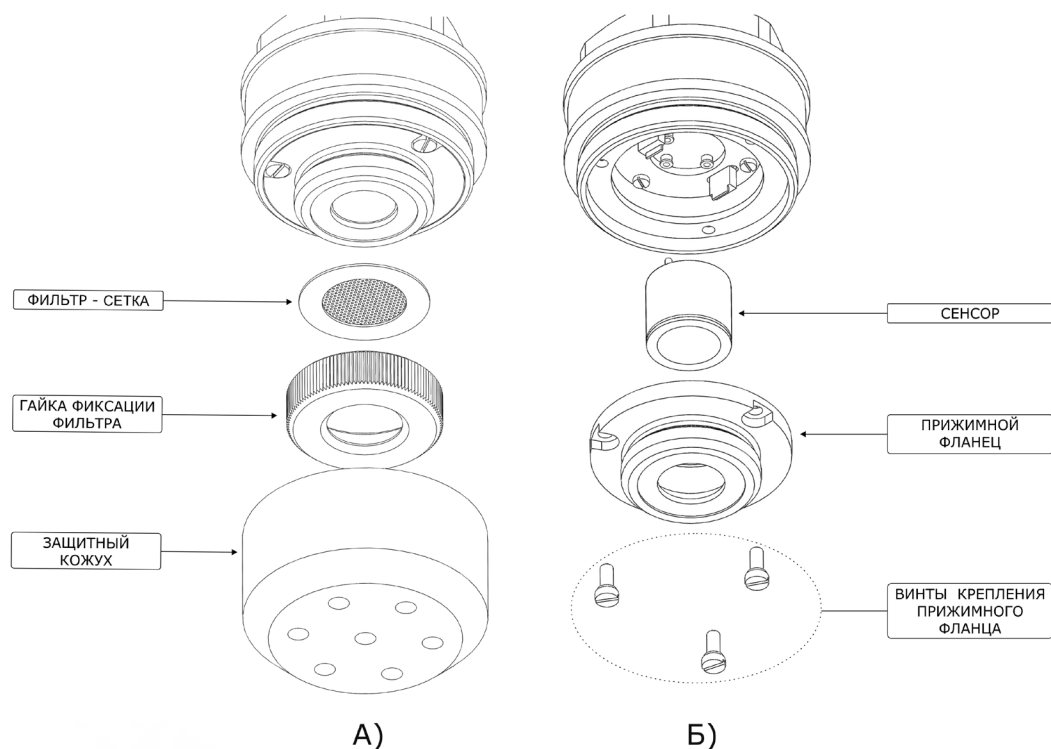 ФИЛЬТР - СЕТКА
ГАЙКА ФИКСАЦИИ
ФИЛЬТРА
ЗАЩИТНЫЙ
КОЖУХ
СЕНСОР
ПРИЖИМНОЙ
ФЛАНЕЦ
ВИНТЫ КРЕПЛЕНИЯ
ПРИЖИМНОГО
ФЛАНЦА
А)
Б)